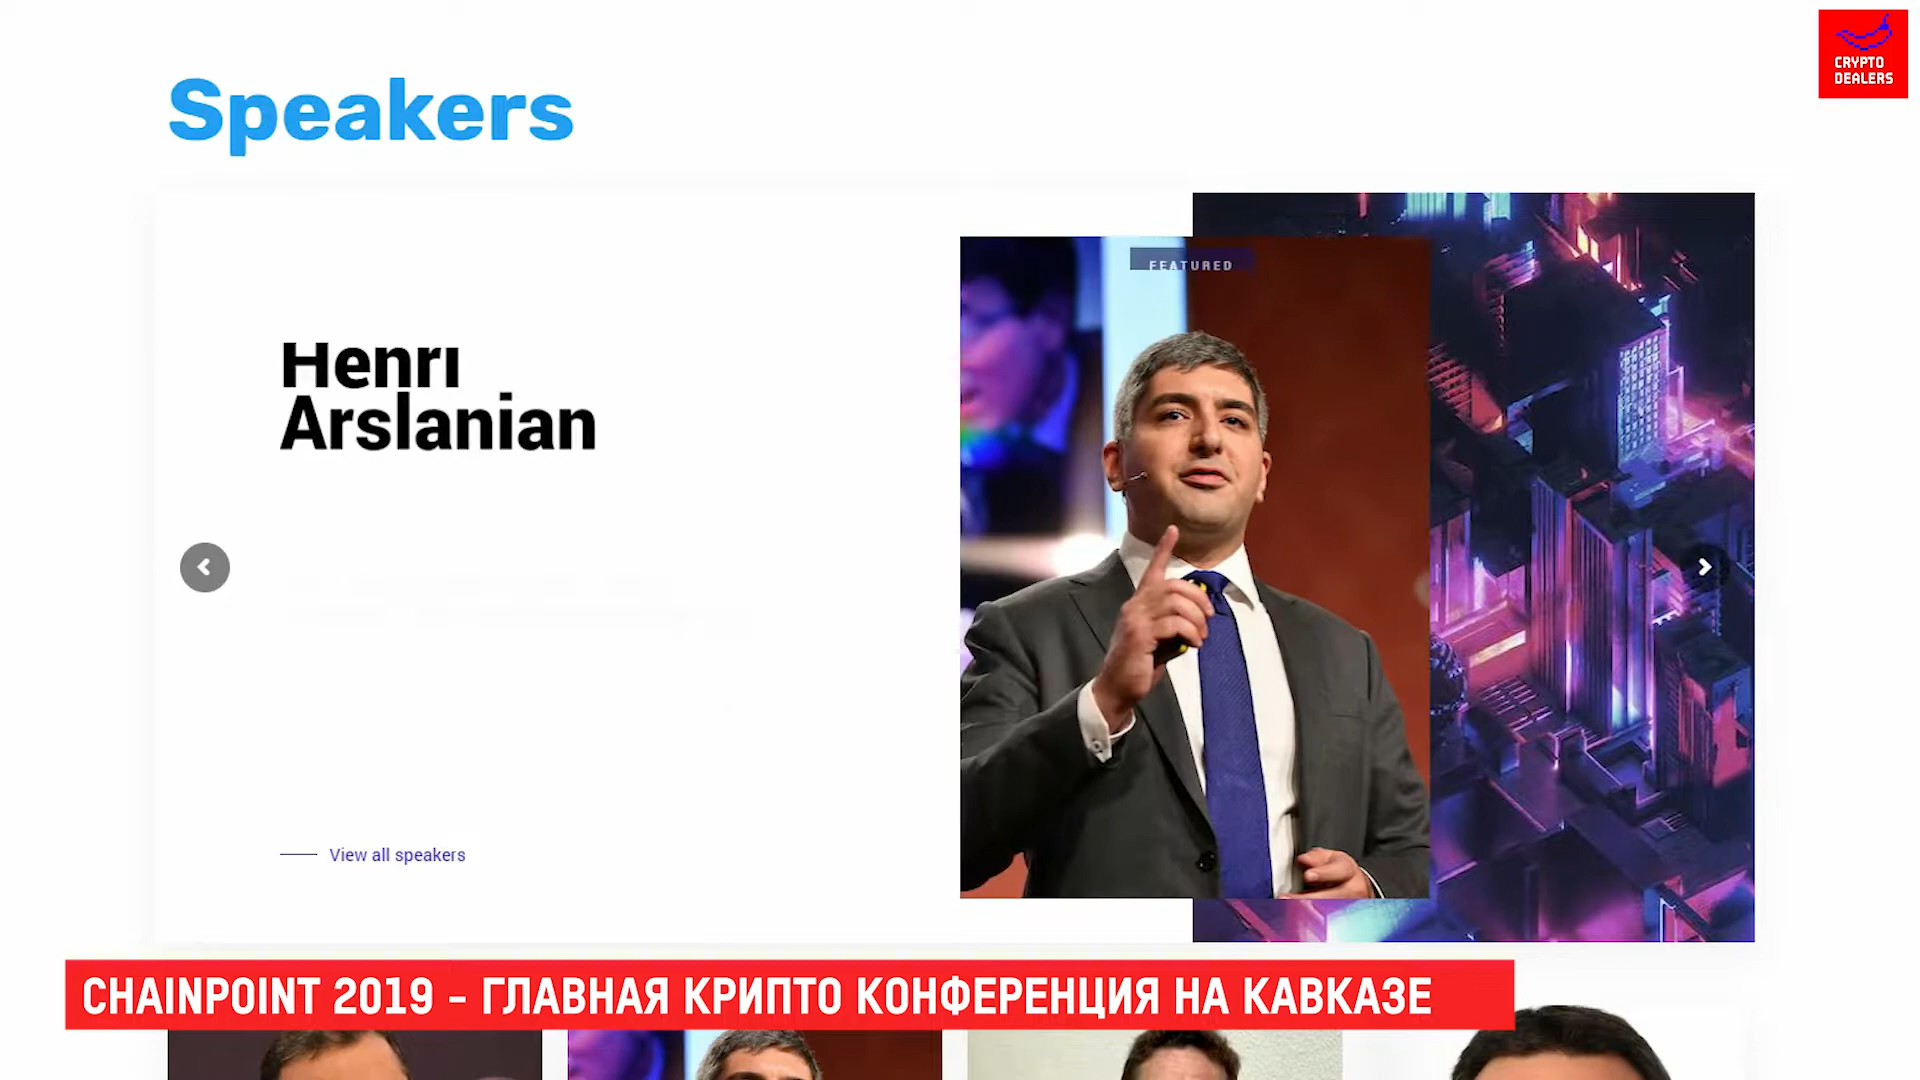 CRYPTO
DEALERS
Speakers
FEATURED
Henri
Arslanian
View all speakers
CHAINPOINT 2019 - ГЛАВНАЯ КРИПТО КОНФЕРЕНЦИЯ НА КАВКАЗЕ